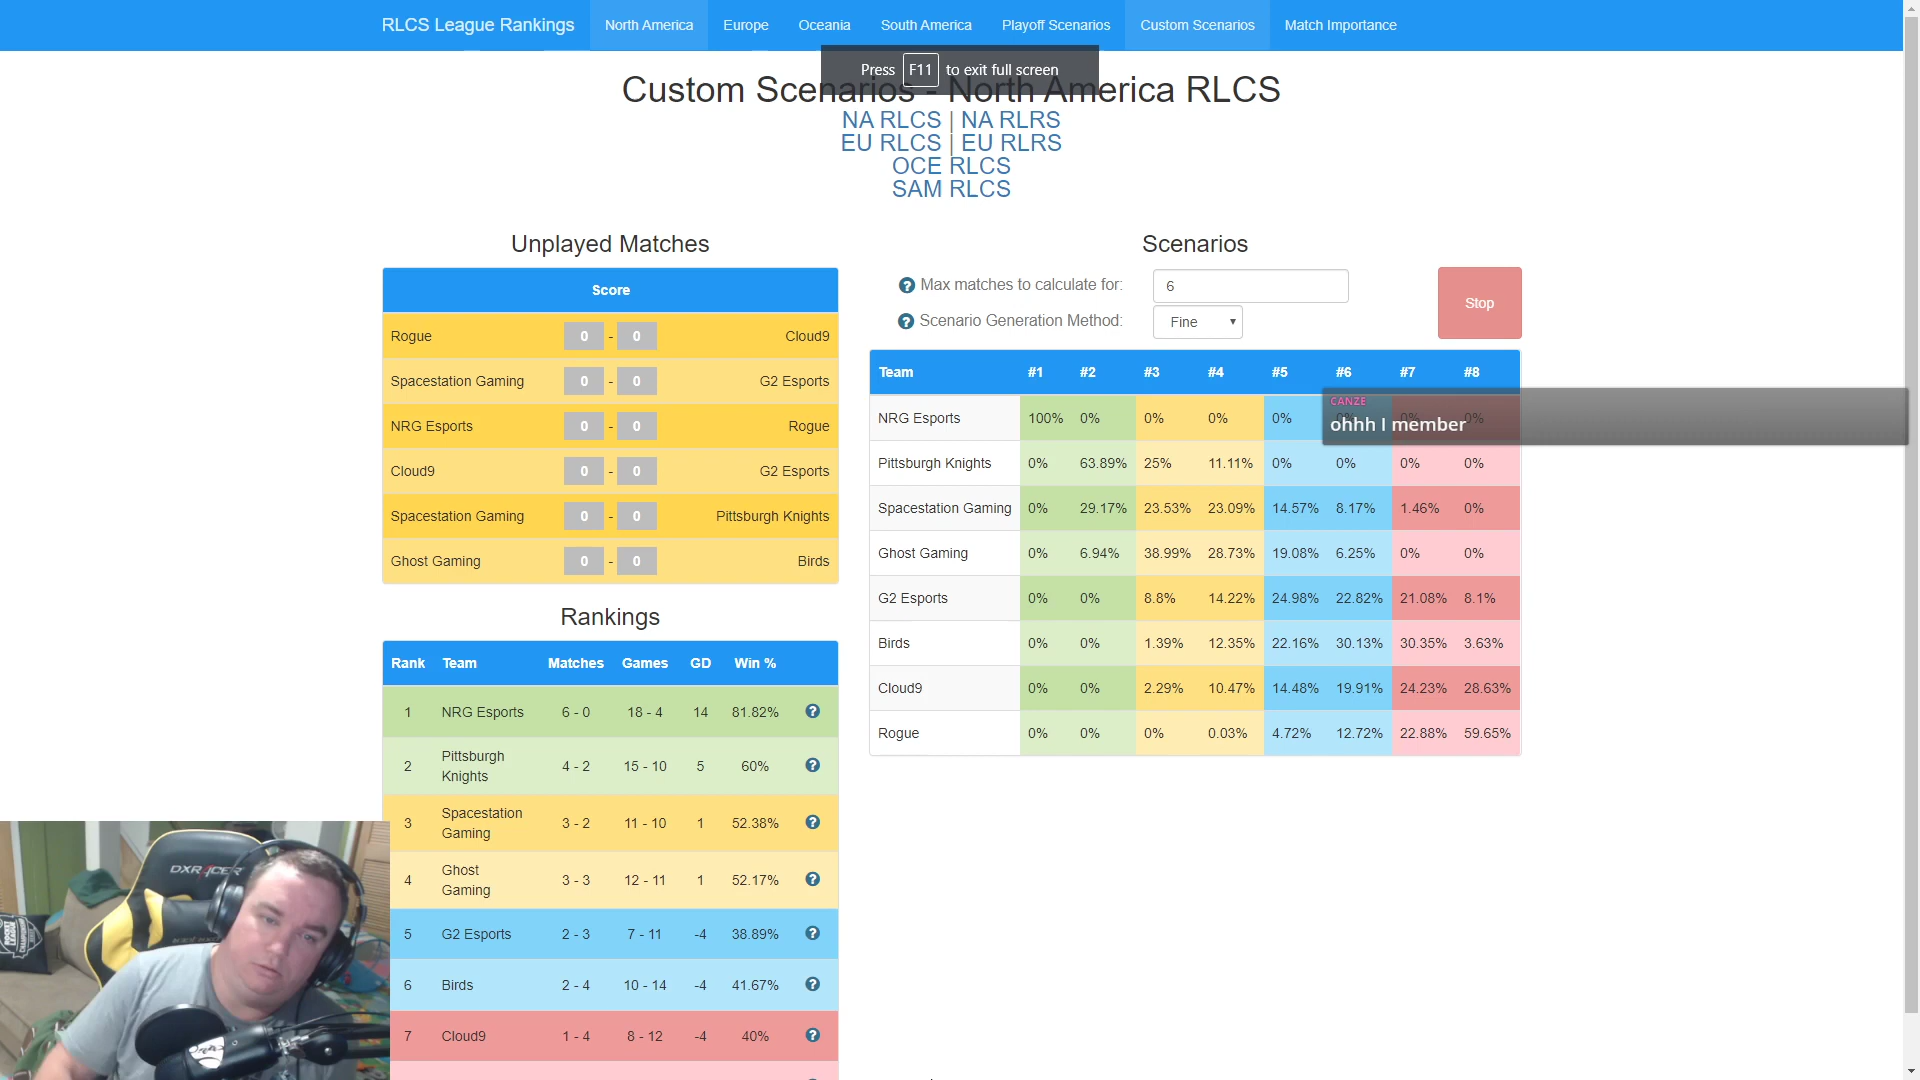 RLCS League Rankings North America Europe Oceania South America Playoff Scenarios Custom Scenarios Match Importance
Press F11 to exit full screen
Custom Scenarios - North America RLCS
NA RLCS | NA RLRS
EU RLCS | EU RLRS
OCE RLCS
SAM RLCS
Unplayed Matches
Score
Rogue 0 - 0 Cloud9
Spacestation Gaming 0 - 0 G2 Esports
NRG Esports 0 - 0 Rogue
Cloud9 0 - 0 G2 Esports
Spacestation Gaming 0 - 0 Pittsburgh Knights
Ghost Gaming 0 - 0 Birds
Rankings
Rank Team Matches Games GD Win %
1 NRG Esports 6 - 0 18 - 4 14 81.82% ?
2 Pittsburgh Knights 4 - 2 15 - 10 5 60% ?
3 Spacestation Gaming 3 - 2 11 - 10 1 52.38% ?
4 Ghost Gaming 3 - 3 12 - 11 1 52.17% ?
5 G2 Esports 2 - 3 7 - 11 -4 38.89% ?
6 Birds 2 - 4 10 - 14 -4 41.67% ?
7 Cloud9 1 - 4 8 - 12 -4 40% ?
Scenarios
? Max matches to calculate for: 6
? Scenario Generation Method: Fine
Stop
Team #1 #2 #3 #4 #5 #6 #7 #8
NRG Esports 100% 0% 0% 0% 0% 0% 0% 0%
Pittsburgh Knights 0% 63.89% 25% 11.11% 0% 0% 0% 0%
Spacestation Gaming 0% 29.17% 23.53% 23.09% 14.57% 8.17% 1.46% 0%
Ghost Gaming 0% 6.94% 38.99% 28.73% 19.08% 6.25% 0% 0%
G2 Esports 0% 0% 8.8% 14.22% 24.98% 22.82% 21.08% 8.1%
Birds 0% 0% 1.39% 12.35% 22.16% 30.13% 30.35% 3.63%
Cloud9 0% 0% 2.29% 10.47% 14.48% 19.91% 24.23% 28.63%
Rogue 0% 0% 0% 0.03% 4.72% 12.72% 22.88% 59.65%
CANZE
ohhh I member
DXRACER